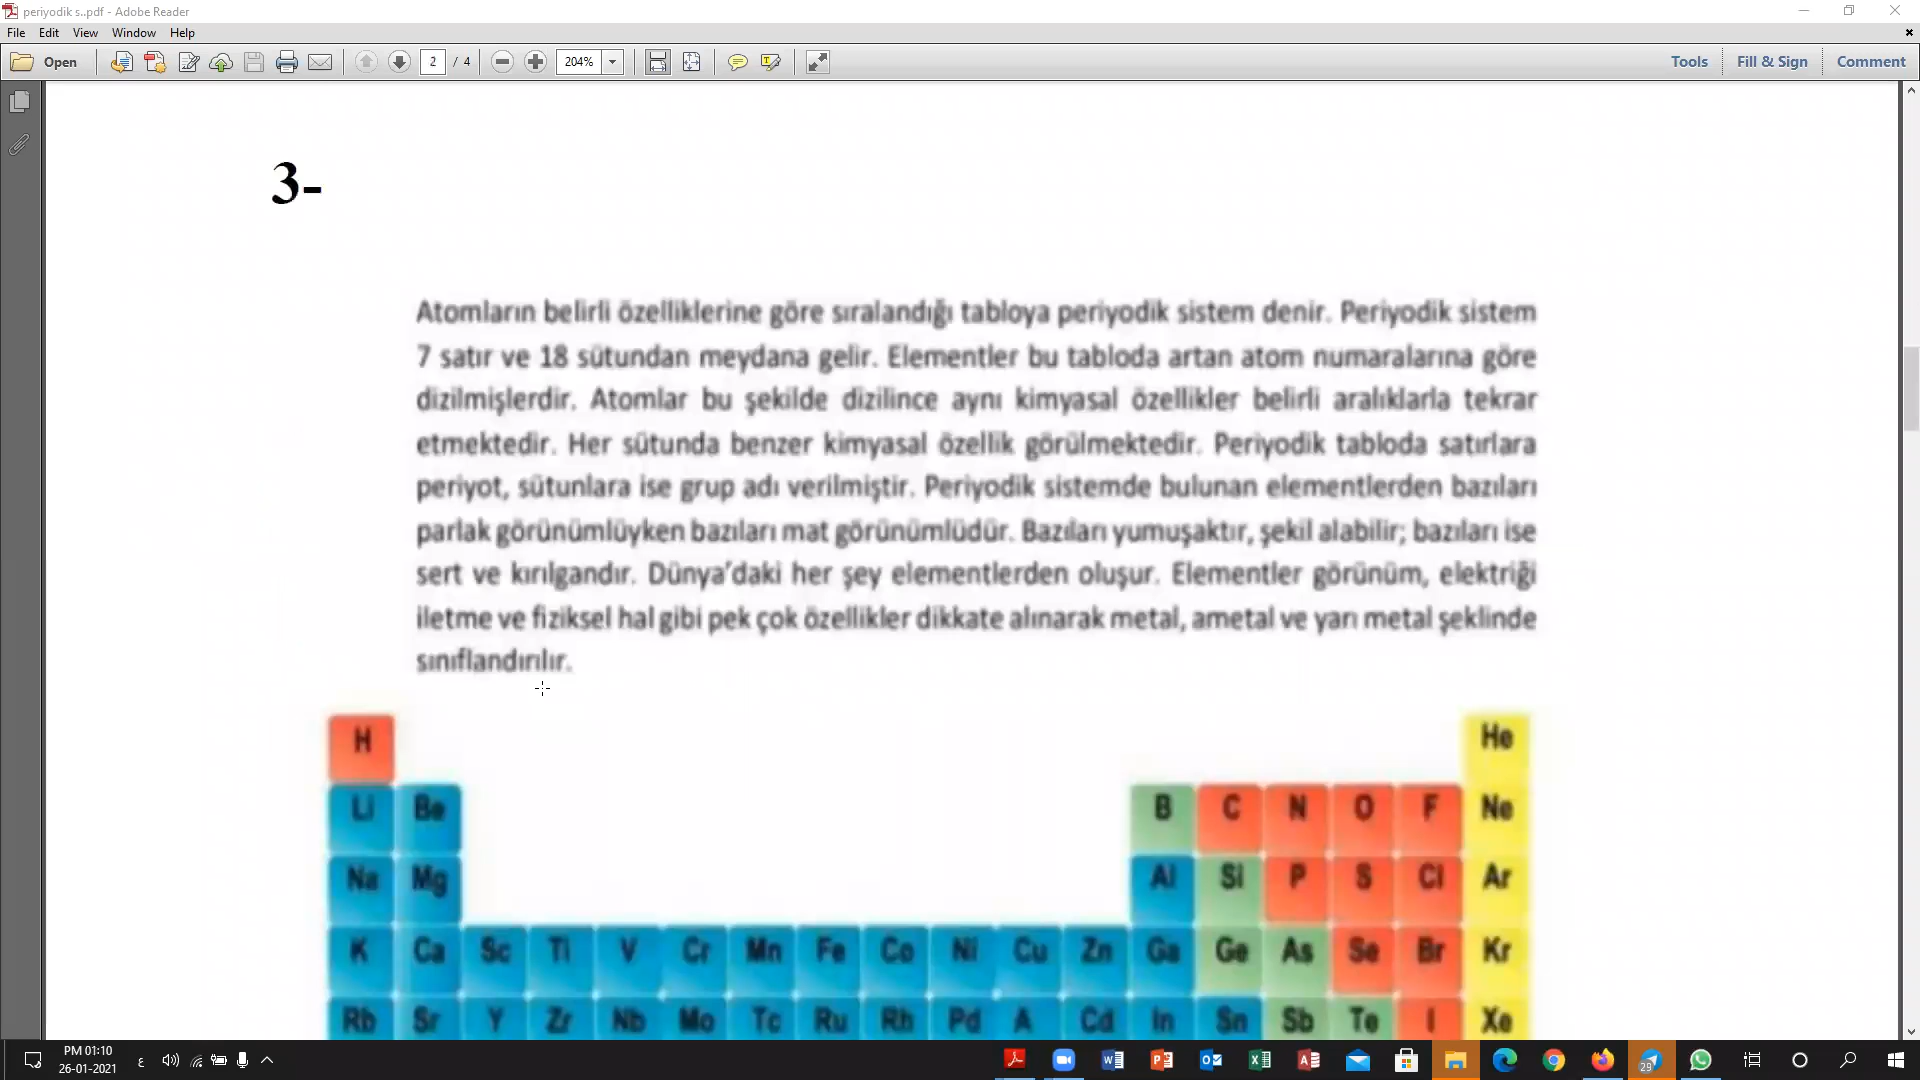 periyodik s..pdf - Adobe Reader
File Edit View Window Help
Open 2 / 4 204% Tools Fill & Sign Comment
3-
Atomların belirli özelliklerine göre sıralandığı tabloya periyodik sistem denir. Periyodik sistem
7 satır ve 18 sütundan meydana gelir. Elementler bu tabloda artan atom numaralarına göre
dizilmişlerdir. Atomlar bu şekilde dizilince aynı kimyasal özellikler belirli aralıklarla tekrar
etmektedir. Her sütunda benzer kimyasal özellik görülmektedir. Periyodik tabloda satırlara
periyot, sütunlara ise grup adı verilmiştir. Periyodik sistemde bulunan elementlerden bazıları
parlak görünümlüyken bazıları mat görünümlüdür. Bazıları yumuşaktır, şekil alabilir; bazıları ise
sert ve kırılgandır. Dünya'daki her şey elementlerden oluşur. Elementler görünüm, elektriği
iletme ve fiziksel hal gibi pek çok özellikler dikkate alınarak metal, ametal ve yarı metal şeklinde
sınıflandırılır.
H He
Li Be B C N O F Ne
Na Mg Al Si P S Cl Ar
K Ca Sc Ti V Cr Mn Fe Co Ni Cu Zn Ga Ge As Se Br Kr
Rb Sr Y Zr Nb Mo Tc Ru Rh Pd A Cd In Sn Sb Te I Xe
PM 01:10
26-01-2021
ع
29